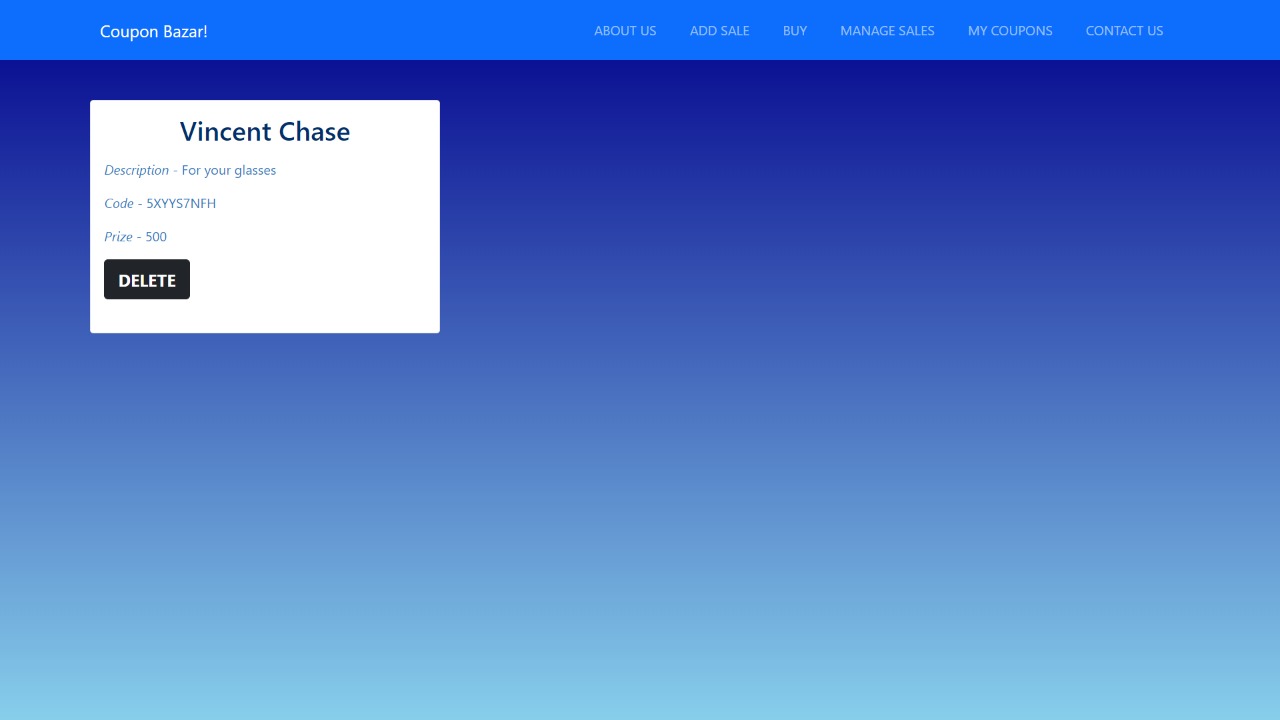 Coupon Bazar! ABOUT US ADD SALE BUY MANAGE SALES MY COUPONS CONTACT US
Vincent Chase
Description - For your glasses
Code - 5XYYS7NFH
Prize - 500
DELETE